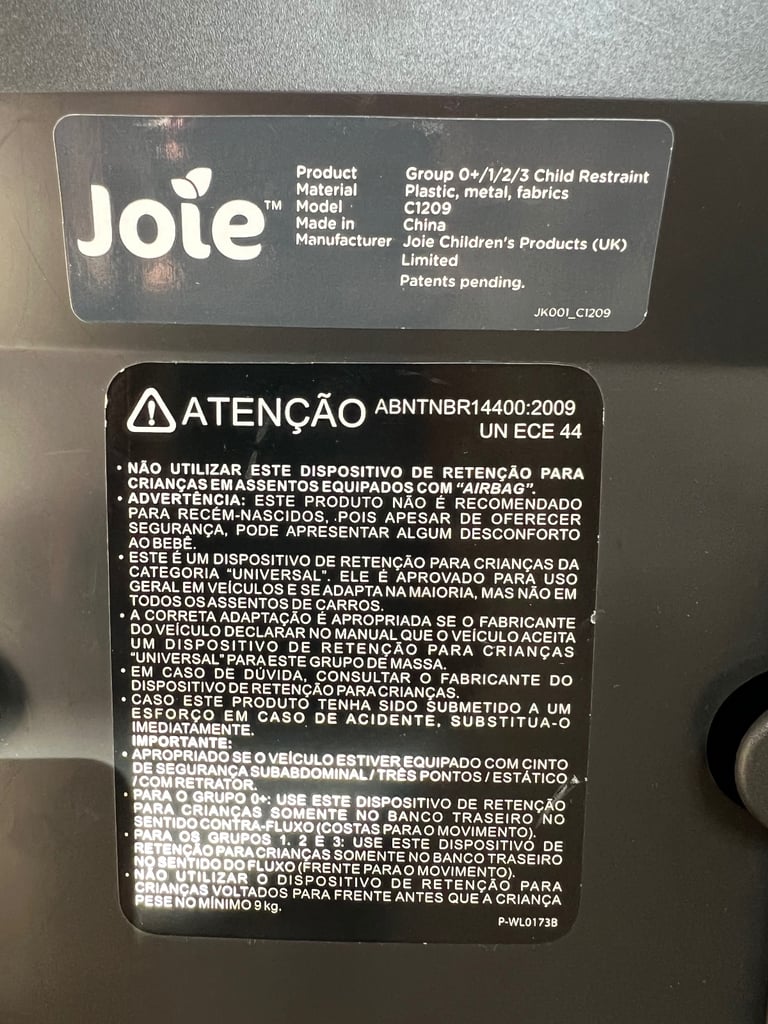 Joie™
Product Group 0+/1/2/3 Child Restraint
Material Plastic, metal, fabrics
Model C1209
Made in China
Manufacturer Joie Children's Products (UK)
Limited
Patents pending.
JK001_C1209
ATENÇÃO ABNTNBR14400:2009
UN ECE 44
• NÃO UTILIZAR ESTE DISPOSITIVO DE RETENÇÃO PARA
CRIANÇAS EM ASSENTOS EQUIPADOS COM "AIRBAG".
• ADVERTÊNCIA: ESTE PRODUTO NÃO É RECOMENDADO
PARA RECÉM-NASCIDOS, .POIS APESAR DE OFERECER
SEGURANÇA, PODE APRESENTAR ALGUM DESCONFORTO
AO BEBÊ.
• ESTE É UM DISPOSITIVO DE RETENÇÃO PARA CRIANÇAS DA
CATEGORIA "UNIVERSAL". ELE É APROVADO PARA USO
GERAL EM VEÍCULOS E SE ADAPTA NA MAIORIA, MAS NÃO EM
TODOS OS ASSENTOS DE CARROS.
• A CORRETA ADAPTAÇÃO É APROPRIADA SE O FABRICANTE
DO VEÍCULO DECLARAR NO MANUAL QUE O VEÍCULO ACEITA
UM DISPOSITIVO DE RETENÇÃO PARA CRIANÇAS
"UNIVERSAL" PARA ESTE GRUPO DE MASSA.
• EM CASO DE DÚVIDA, CONSULTAR O FABRICANTE DO
DISPOSITIVO DE RETENÇÃO PARA CRIANÇAS.
• CASO ESTE PRODUTO TENHA SIDO SUBMETIDO A UM
ESFORÇO EM CASO DE ACIDENTE, SUBSTITUA-O
IMEDIATAMENTE.
IMPORTANTE:
• APROPRIADO SE O VEÍCULO ESTIVER EQUIPADO COM CINTO
DE SEGURANÇA SUBABDOMINAL / TRÊS PONTOS / ESTÁTICO
/ COM RETRATOR.
• PARA O GRUPO 0+: USE ESTE DISPOSITIVO DE RETENÇÃO
PARA CRIANÇAS SOMENTE NO BANCO TRASEIRO NO
SENTIDO CONTRA-FLUXO (COSTAS PARA O MOVIMENTO).
• PARA OS GRUPOS 1, 2 E 3: USE ESTE DISPOSITIVO DE
RETENÇÃO PARA CRIANÇAS SOMENTE NO BANCO TRASEIRO
NO SENTIDO DO FLUXO (FRENTE PARA O MOVIMENTO).
• NÃO UTILIZAR O DISPOSITIVO DE RETENÇÃO PARA
CRIANÇAS VOLTADOS PARA FRENTE ANTES QUE A CRIANÇA
PESE NO MÍNIMO 9 kg.
P-WL0173B